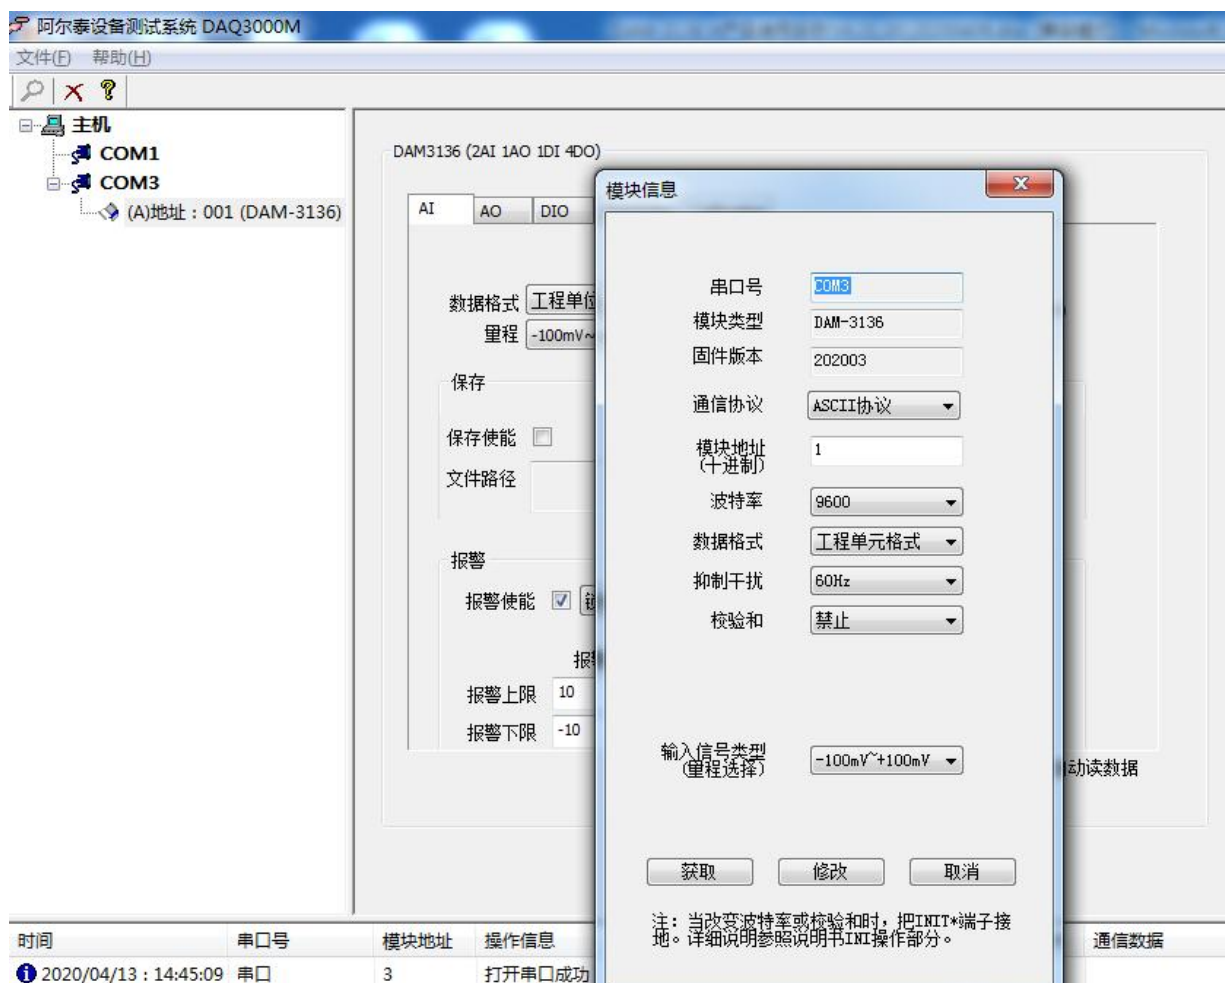 阿尔泰设备测试系统 DAQ3000M
文件(F) 帮助(H)
主机
COM1
COM3
(A)地址：001 (DAM-3136)
DAM3136 (2AI 1AO 1DI 4DO)
AI AO DIO
数据格式 工程单位
量程 -100mV~
保存
保存使能
文件路径
报警
报警使能
报警上限 10
报警下限 -10
动读数据
模块信息
串口号 COM3
模块类型 DAM-3136
固件版本 202003
通信协议 ASCII协议
模块地址 1
(十进制)
波特率 9600
数据格式 工程单元格式
抑制干扰 60Hz
校验和 禁止
输入信号类型
(量程选择) -100mV~+100mV
获取 修改 取消
注：当改变波特率或校验和时，把INIT*端子接
地。详细说明参照说明书INI操作部分。
时间 串口号 模块地址 操作信息 通信数据
2020/04/13：14:45:09 串口 3 打开串口成功